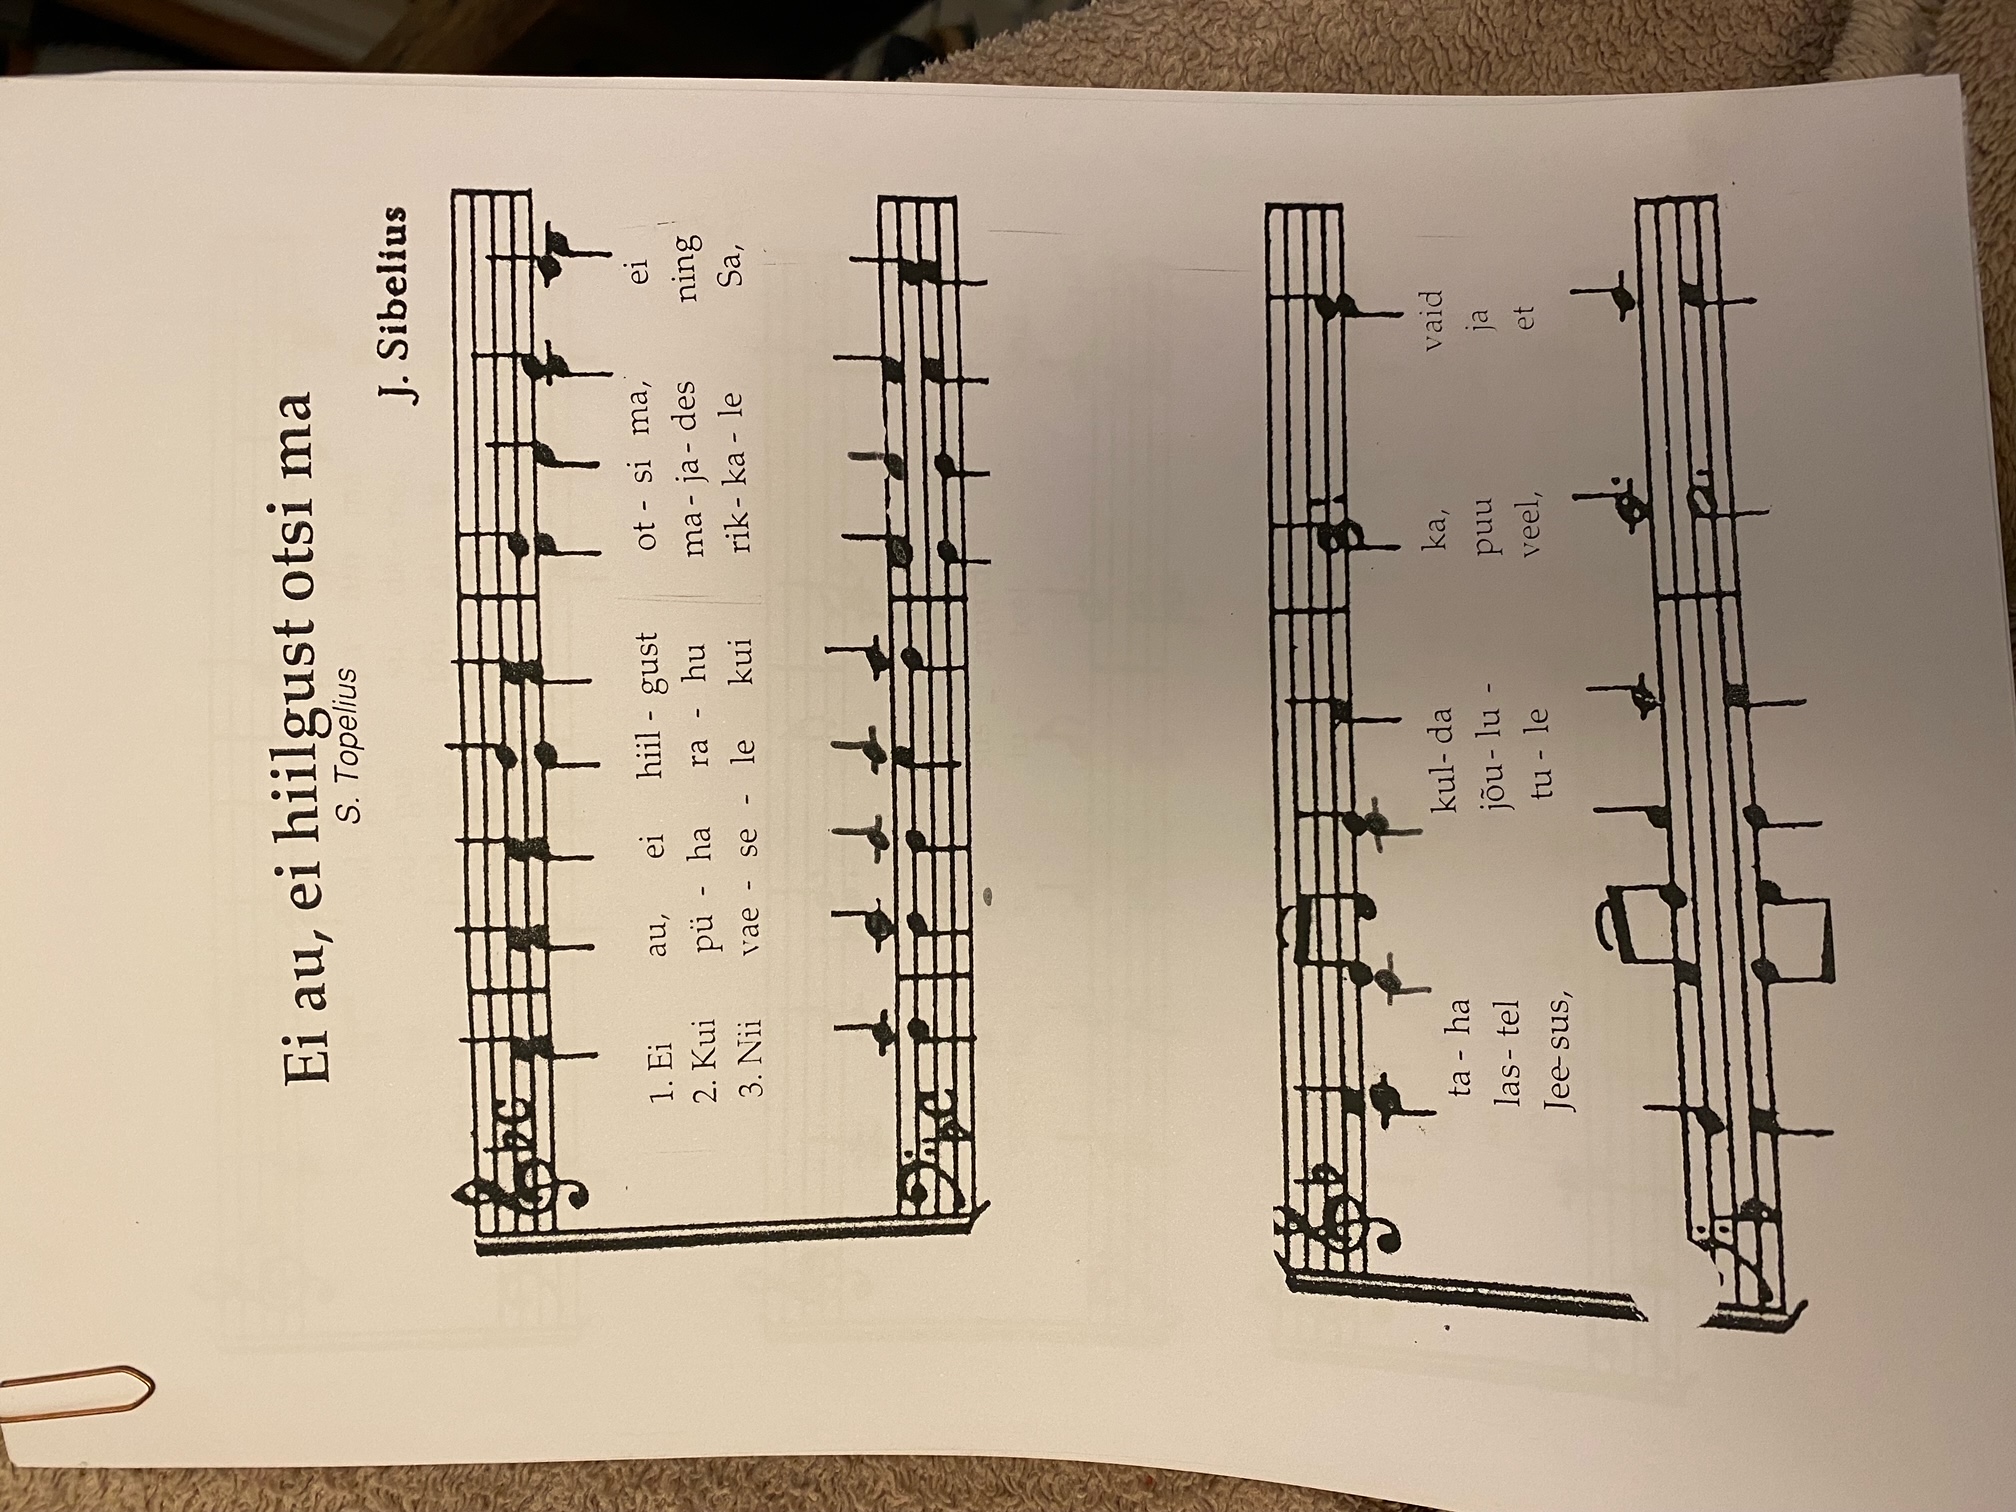 Ei au, ei hiilgust otsi ma
S. Topelius
J. Sibelius
1. Ei au, ei hiil - gust ot - si ma, ei
2. Kui pü - ha ra - hu ma - ja - des ning
3. Nii vae - se - le kui rik - ka - le Sa,
ta - ha kul - da ka, vaid
las - tel jõu - lu - puu ja
Jee - sus, tu - le veel, et